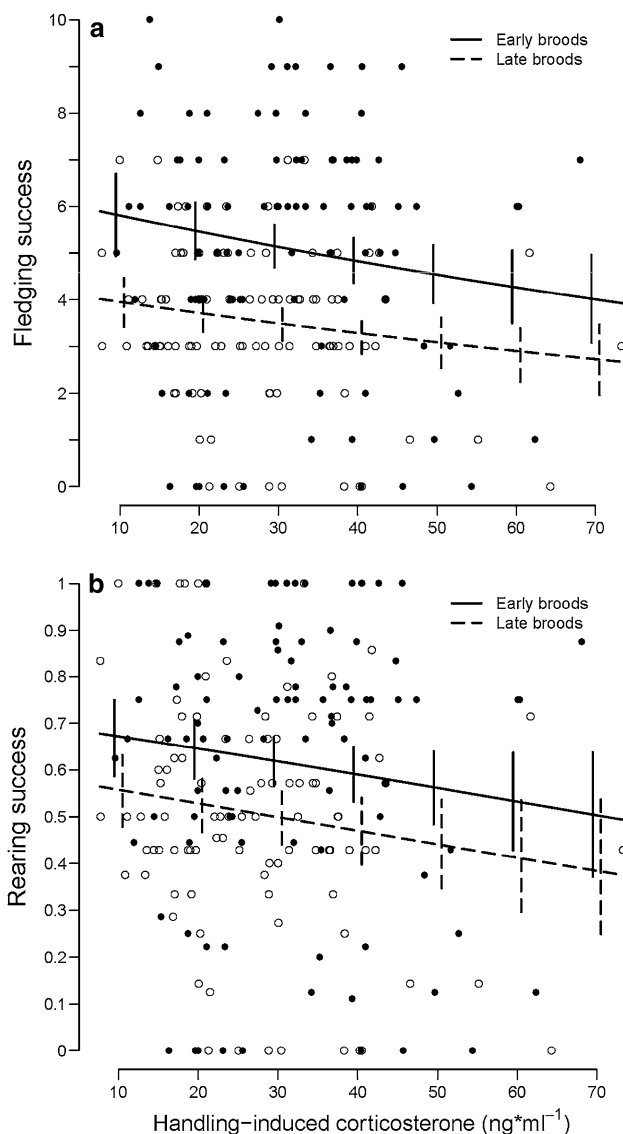 a
Early broods
Late broods
Fledging success
10
8
6
4
2
0
10 20 30 40 50 60 70
b
Early broods
Late broods
Rearing success
1
0.9
0.8
0.7
0.6
0.5
0.4
0.3
0.2
0.1
0
10 20 30 40 50 60 70
Handling-induced corticosterone (ng*ml⁻¹)